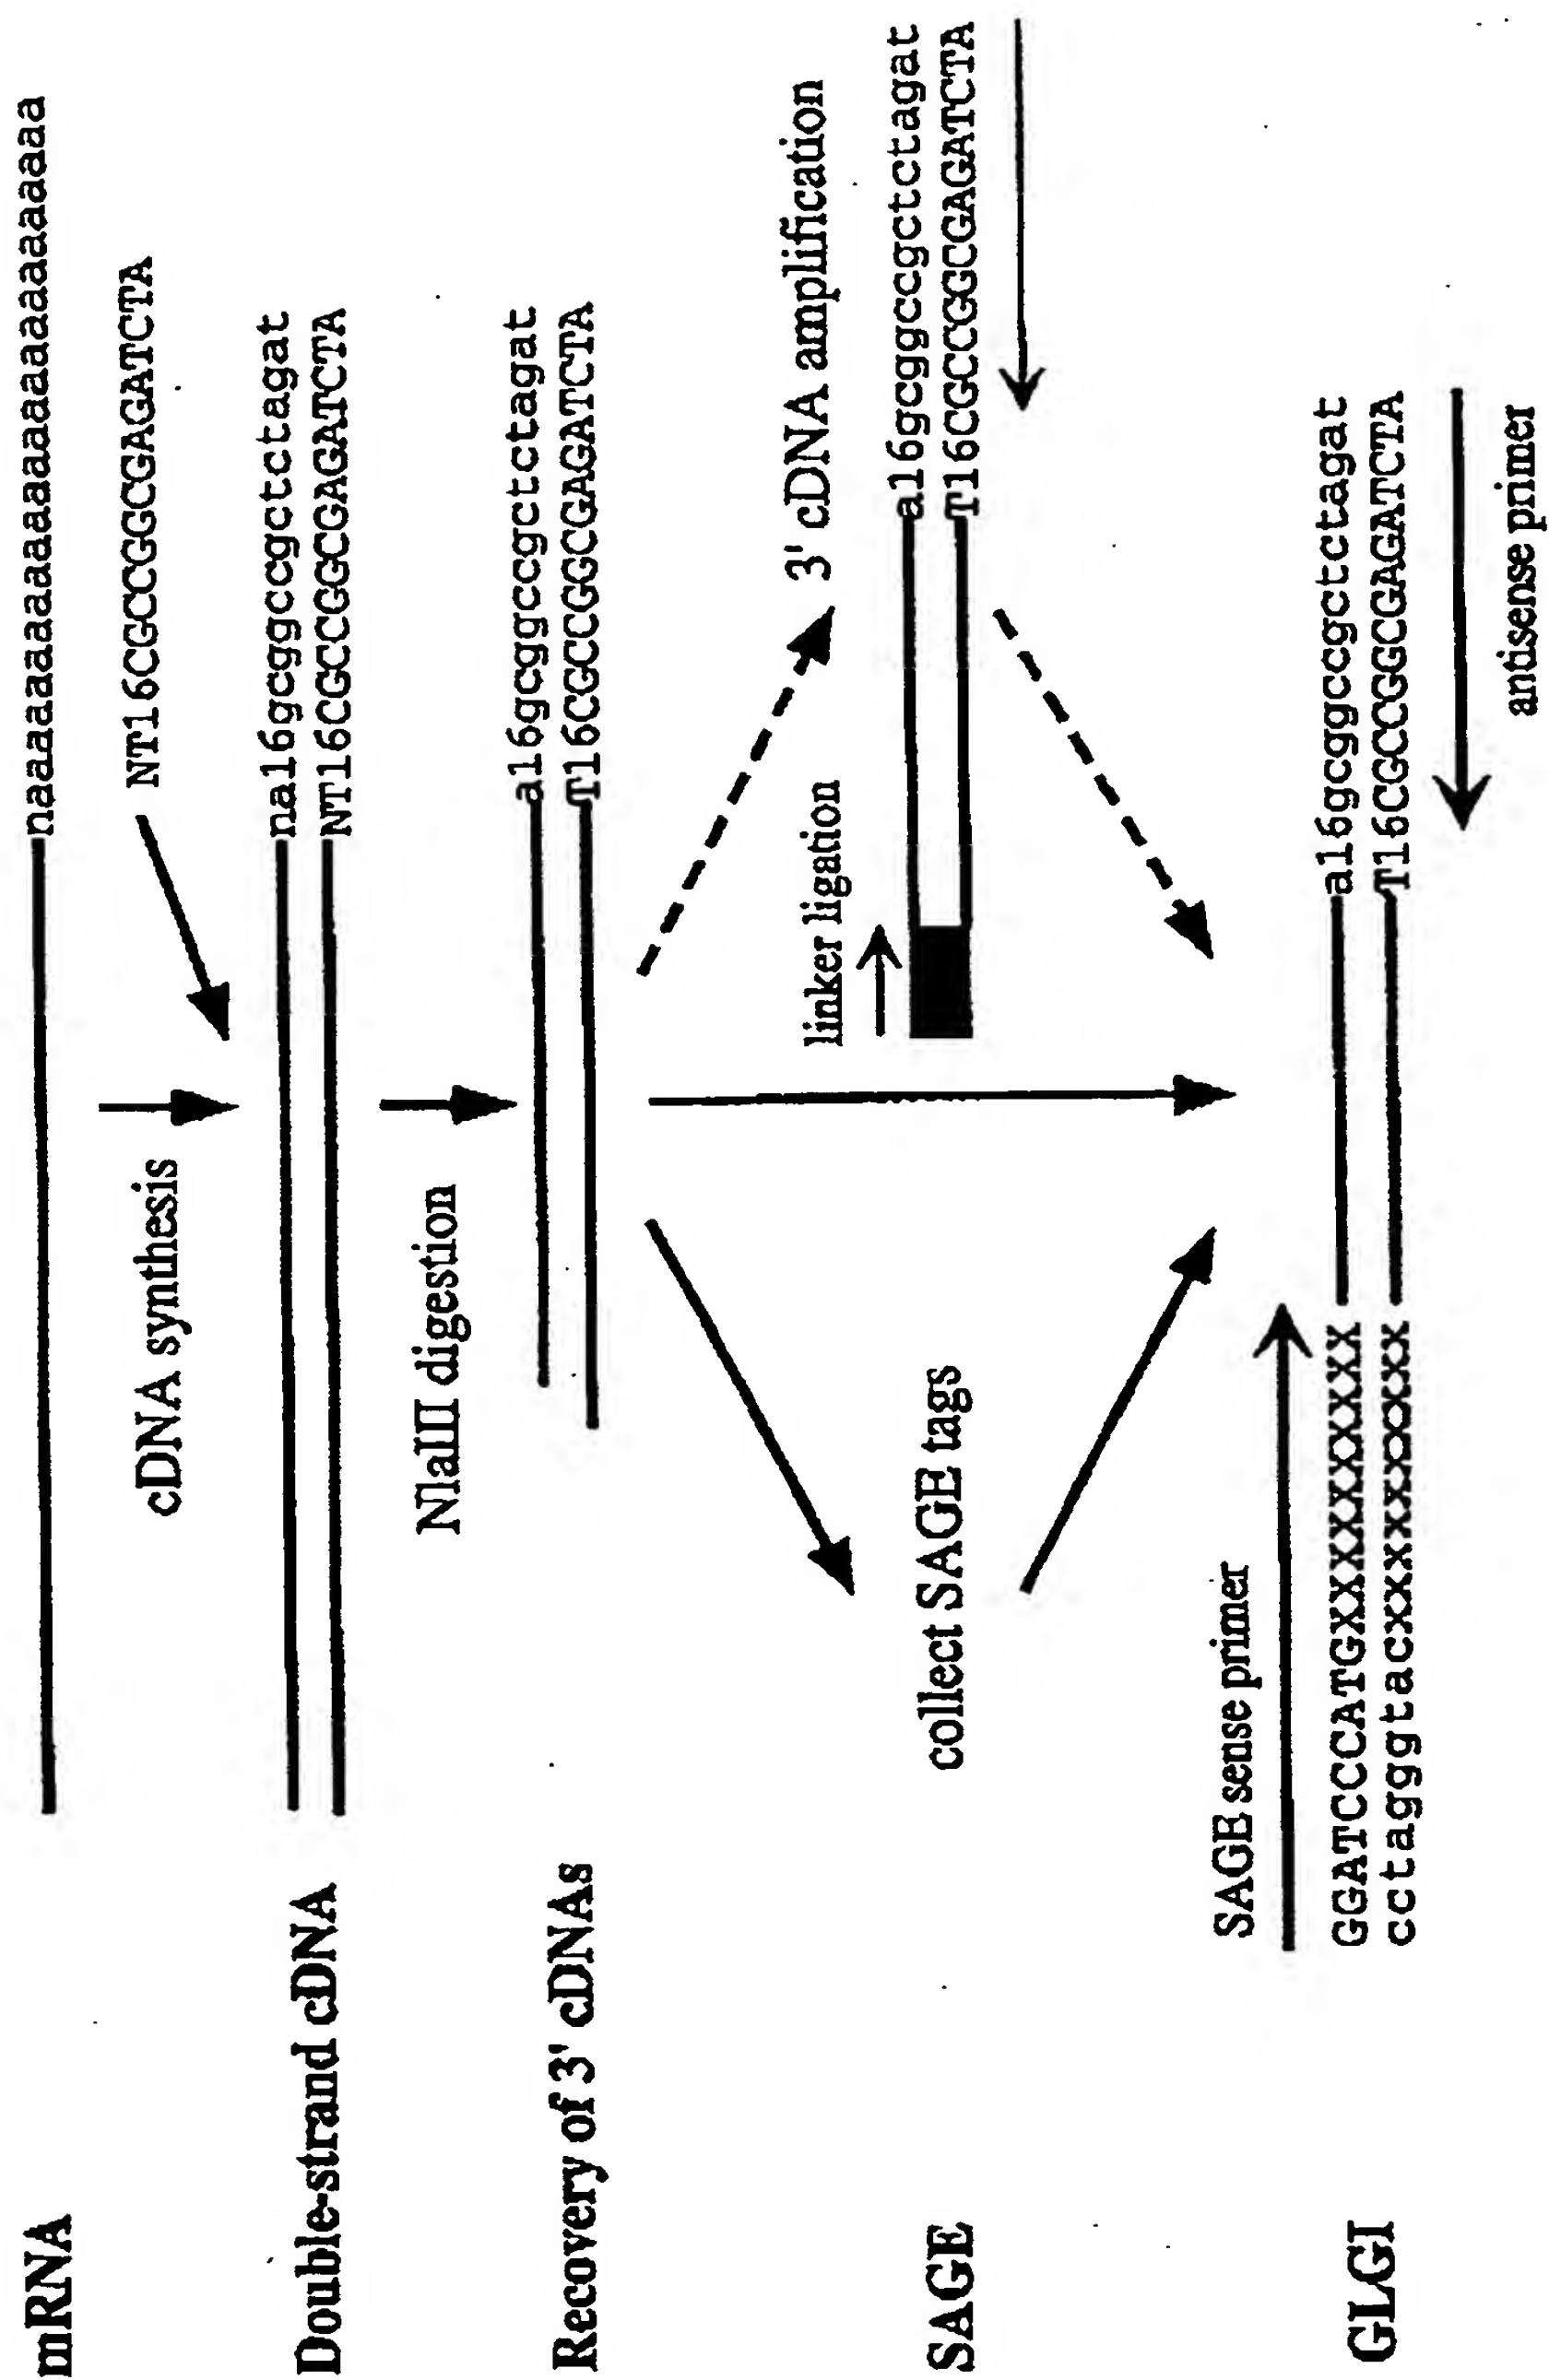 mRNA
naaaaaaaaaaaaaaaaaaaaaaaaaa
cDNA synthesis
NT16CGCCGGCGAGATCTA
Double-strand cDNA
na16gcggccgctctagat
NT16CGCCGGCGAGATCTA
NlaIII digestion
Recovery of 3' cDNAs
a16gcggccgctctagat
T16CGCCGGCGAGATCTA
linker ligation
3' cDNA amplification
SAGE
collect SAGE tags
a16gcggccgctctagat
T16CGCCGGCGAGATCTA
SAGE sense primer
GLGI
GGATCCCATGXXXXXXXXXX
a16gcggccgctctagat
cctagggtacxxxxxxxxxx
T16CGCCGGCGAGATCTA
antisense primer